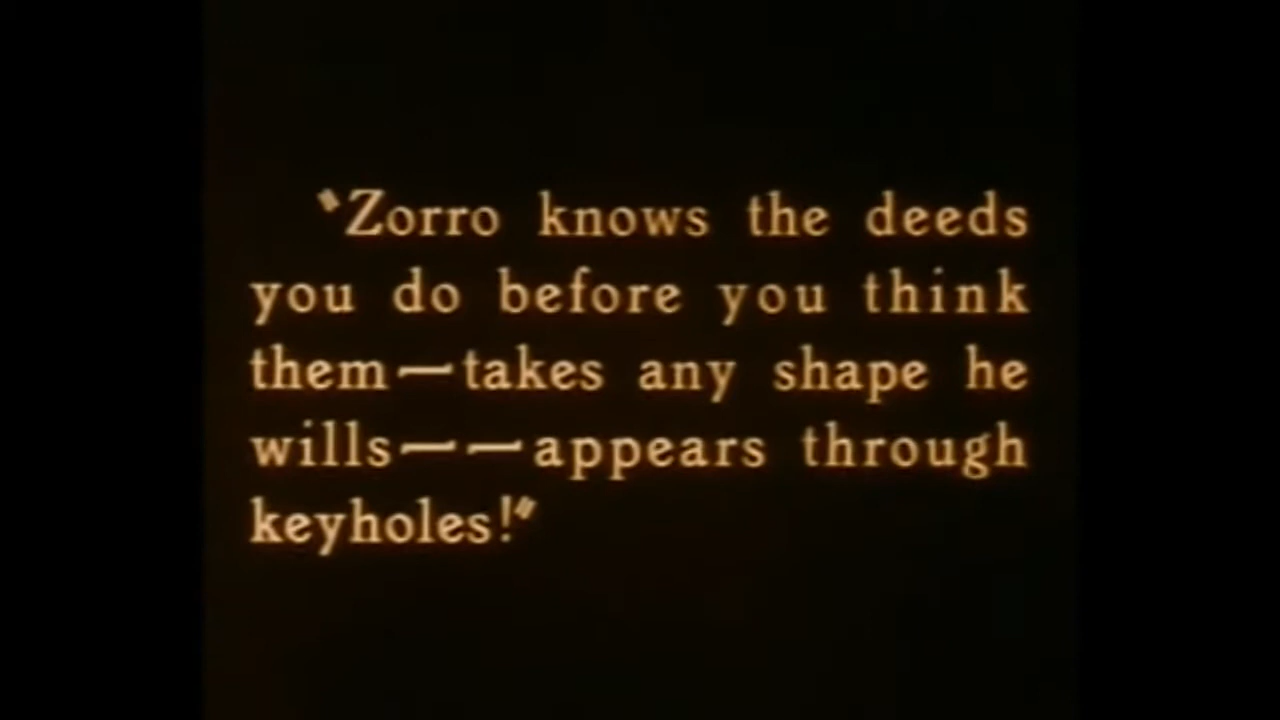 "Zorro knows the deeds
you do before you think
them—takes any shape he
wills——appears through
keyholes!"